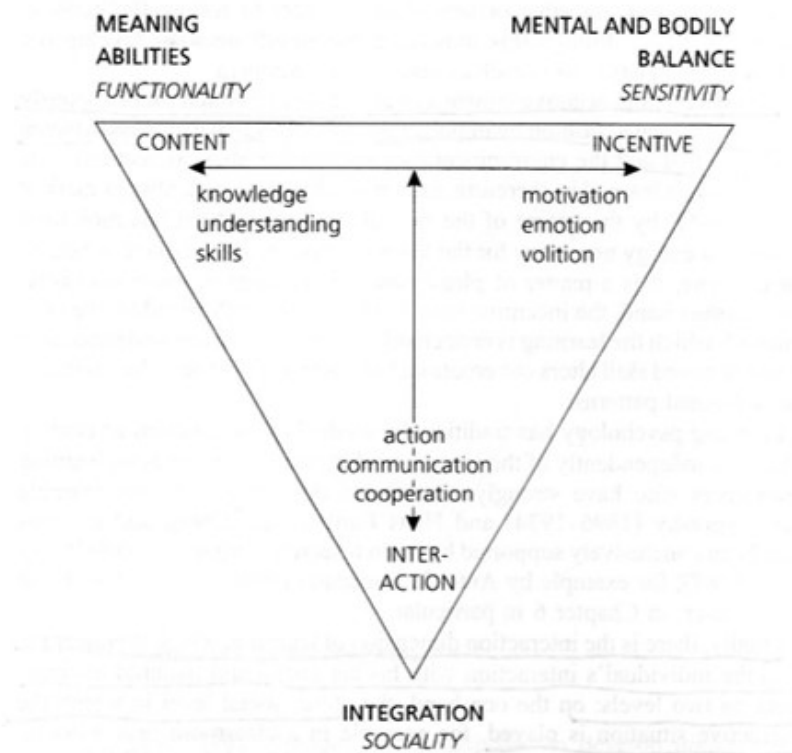 MEANING
ABILITIES
FUNCTIONALITY
MENTAL AND BODILY
BALANCE
SENSITIVITY
CONTENT
INCENTIVE
knowledge
understanding
skills
motivation
emotion
volition
action
communication
cooperation
INTER-
ACTION
INTEGRATION
SOCIALITY